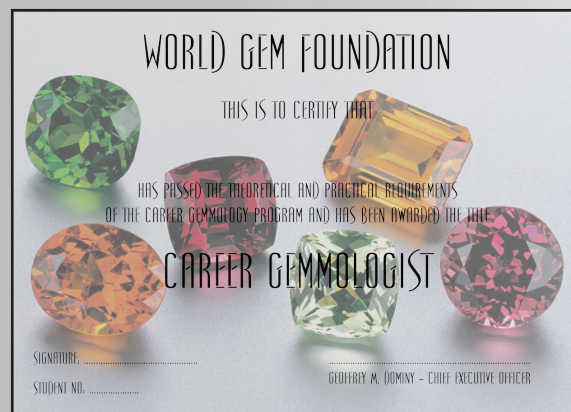 WORLD GEM FOUNDATION
THIS IS TO CERTIFY THAT
HAS PASSED THE THEORETICAL AND PRACTICAL REQUIREMENTS
OF THE CAREER GEMMOLOGY PROGRAM AND HAS BEEN AWARDED THE TITLE
CAREER GEMMOLOGIST
SIGNATURE:
GEOFFREY M. DOMINY - CHIEF EXECUTIVE OFFICER
STUDENT NO: